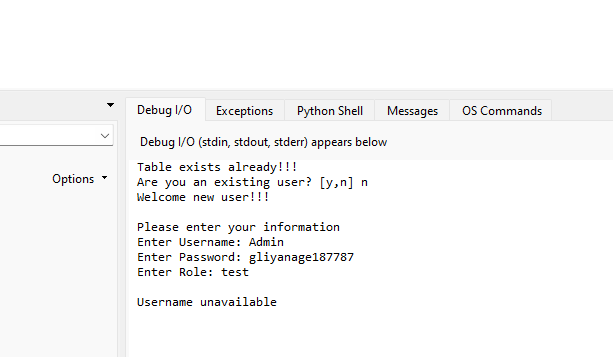 Debug I/O Exceptions Python Shell Messages OS Commands
Debug I/O (stdin, stdout, stderr) appears below
Options
Table exists already!!!
Are you an existing user? [y,n] n
Welcome new user!!!
Please enter your information
Enter Username: Admin
Enter Password: gliyanage187787
Enter Role: test
Username unavailable